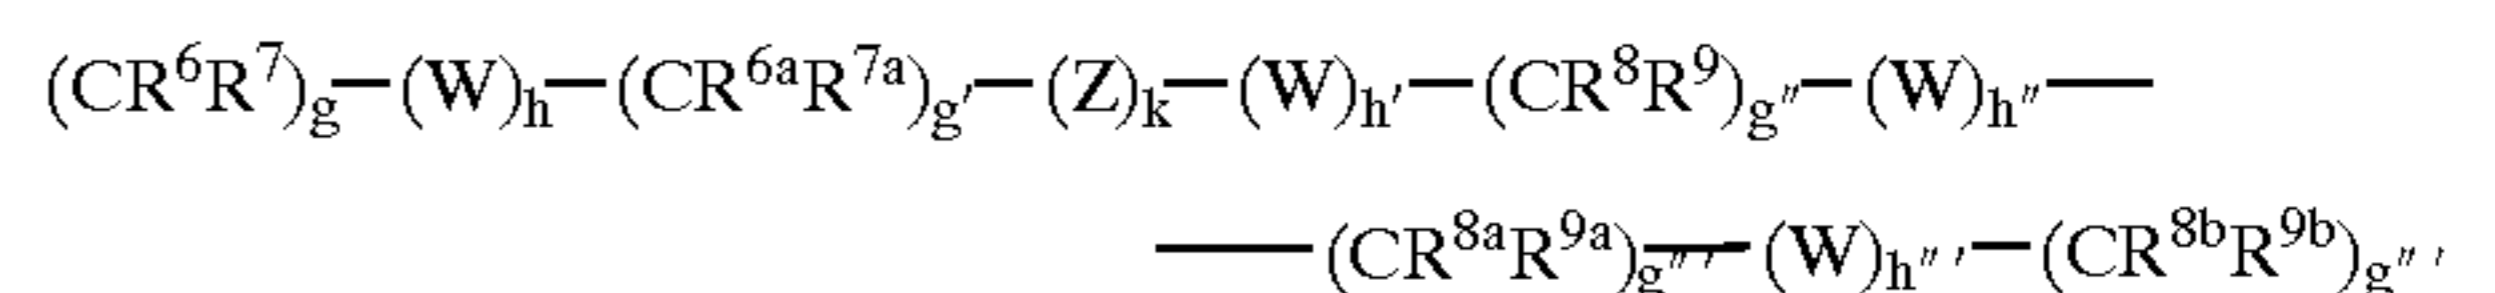 (CR⁶R⁷)g—(W)h—(CR⁶ᵃR⁷ᵃ)g′—(Z)k—(W)h′—(CR⁸R⁹)g″—(W)h″—
—(CR⁸ᵃR⁹ᵃ)g″′—(W)h″′—(CR⁸ᵇR⁹ᵇ)g″′